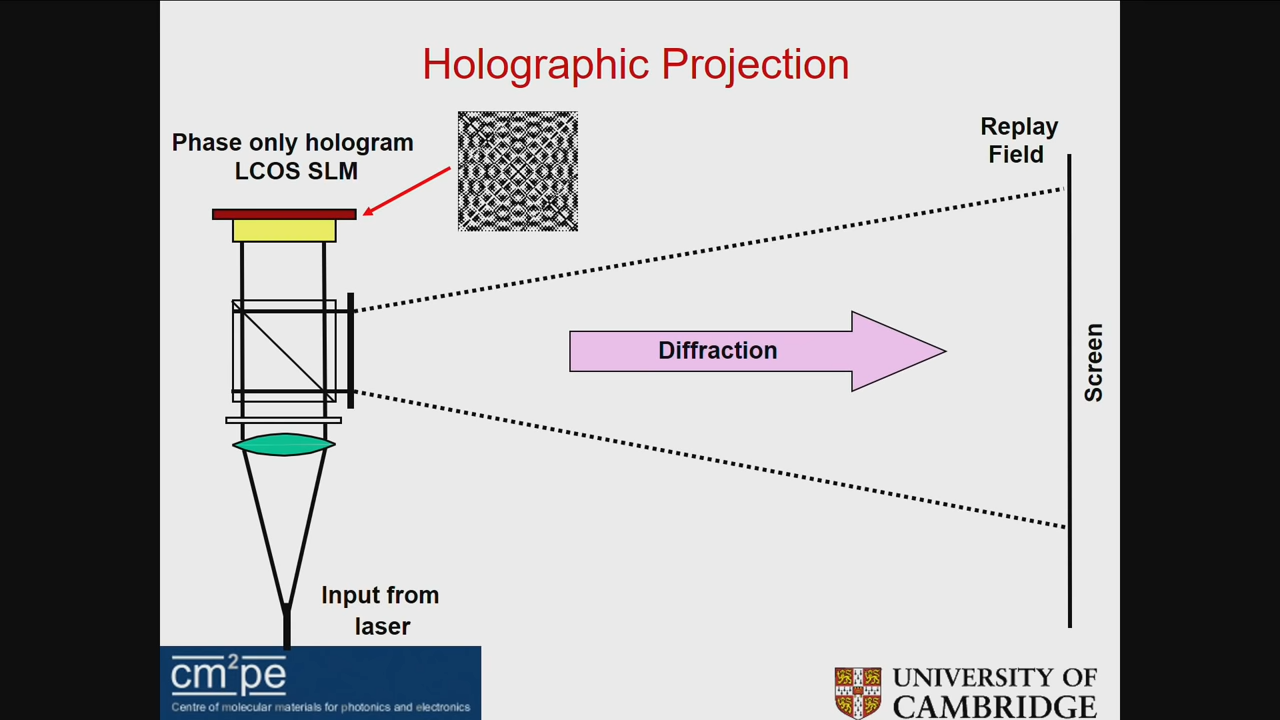 Holographic Projection
Phase only hologram
LCOS SLM
Replay
Field
Diffraction
Screen
Input from
laser
cm²pe
Centre of molecular materials for photonics and electronics
UNIVERSITY OF
CAMBRIDGE